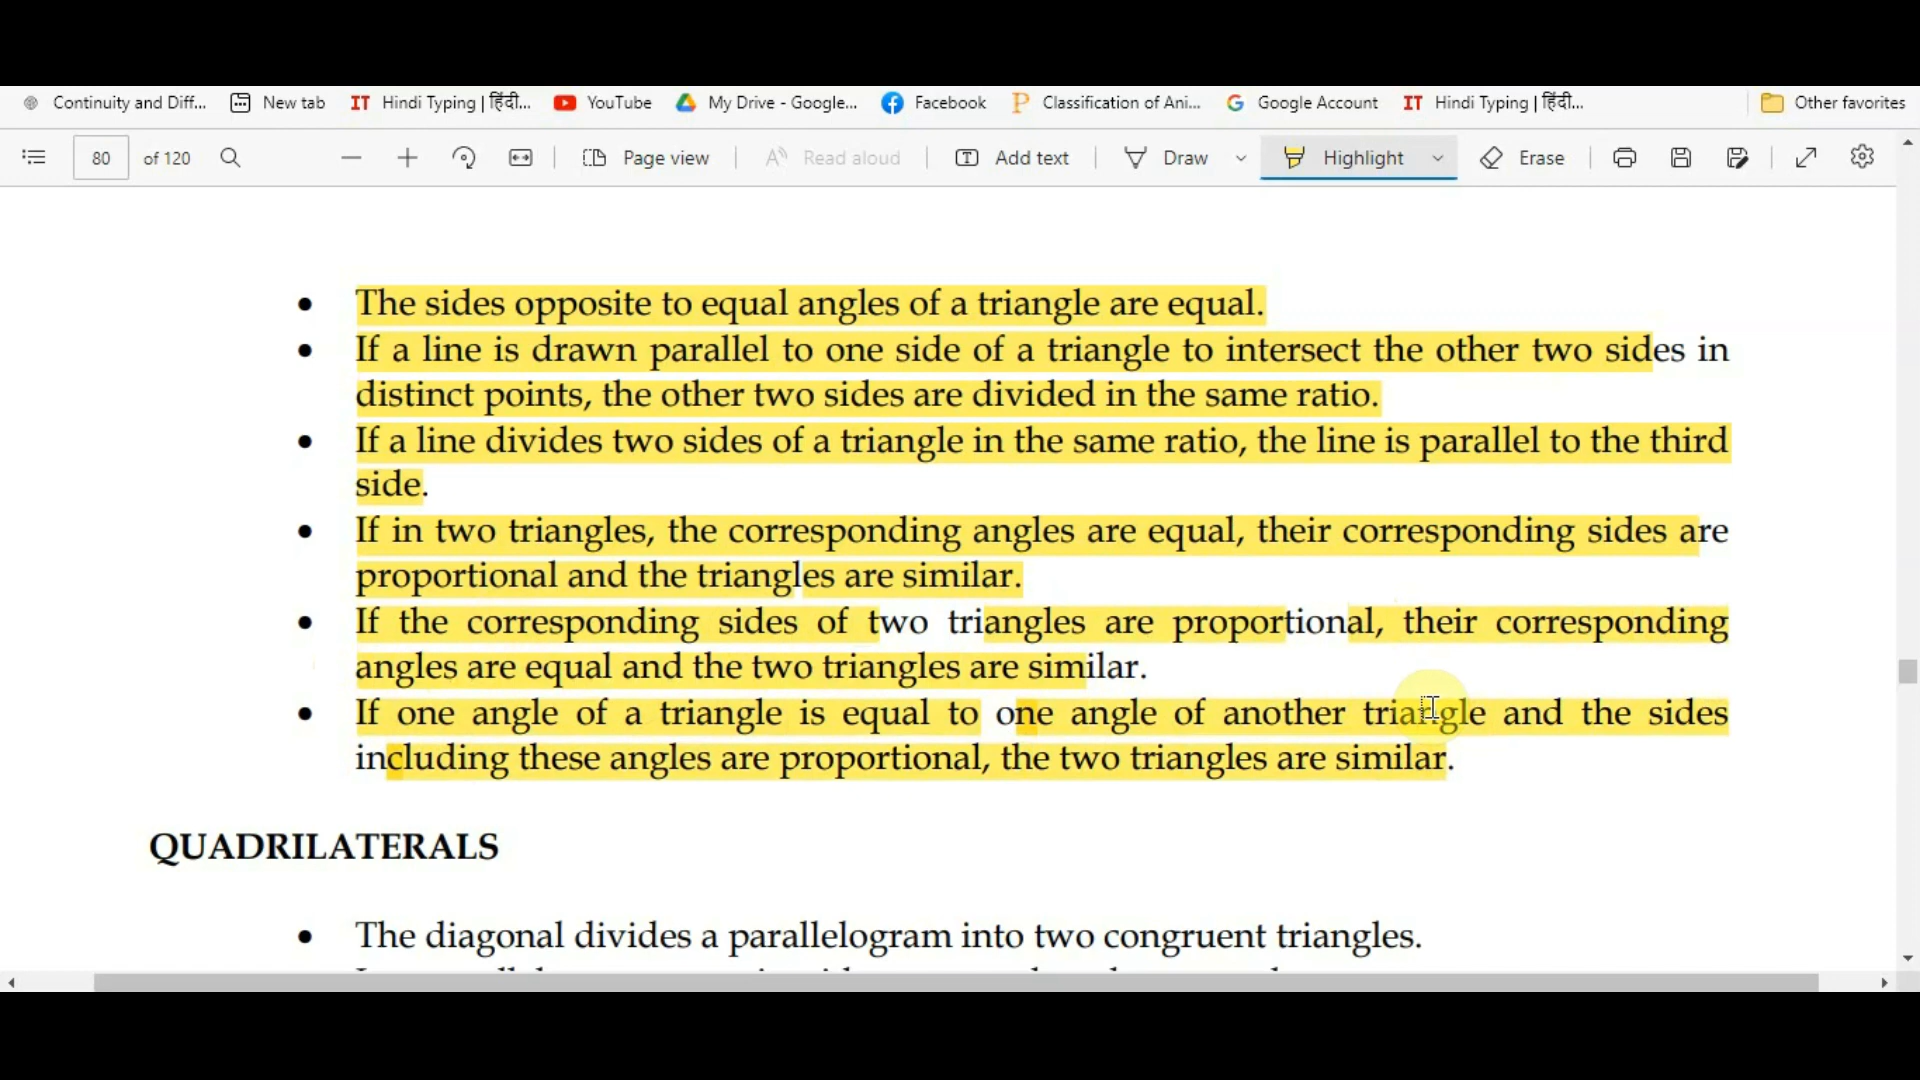 Continuity and Diff... New tab IT Hindi Typing | हिंदी... YouTube My Drive - Google... Facebook Classification of Ani... Google Account IT Hindi Typing | हिंदी... Other favorites
80 of 120 Page view Read aloud Add text Draw Highlight Erase
• The sides opposite to equal angles of a triangle are equal.
• If a line is drawn parallel to one side of a triangle to intersect the other two sides in
distinct points, the other two sides are divided in the same ratio.
• If a line divides two sides of a triangle in the same ratio, the line is parallel to the third
side.
• If in two triangles, the corresponding angles are equal, their corresponding sides are
proportional and the triangles are similar.
• If the corresponding sides of two triangles are proportional, their corresponding
angles are equal and the two triangles are similar.
• If one angle of a triangle is equal to one angle of another triangle and the sides
including these angles are proportional, the two triangles are similar.
QUADRILATERALS
• The diagonal divides a parallelogram into two congruent triangles.